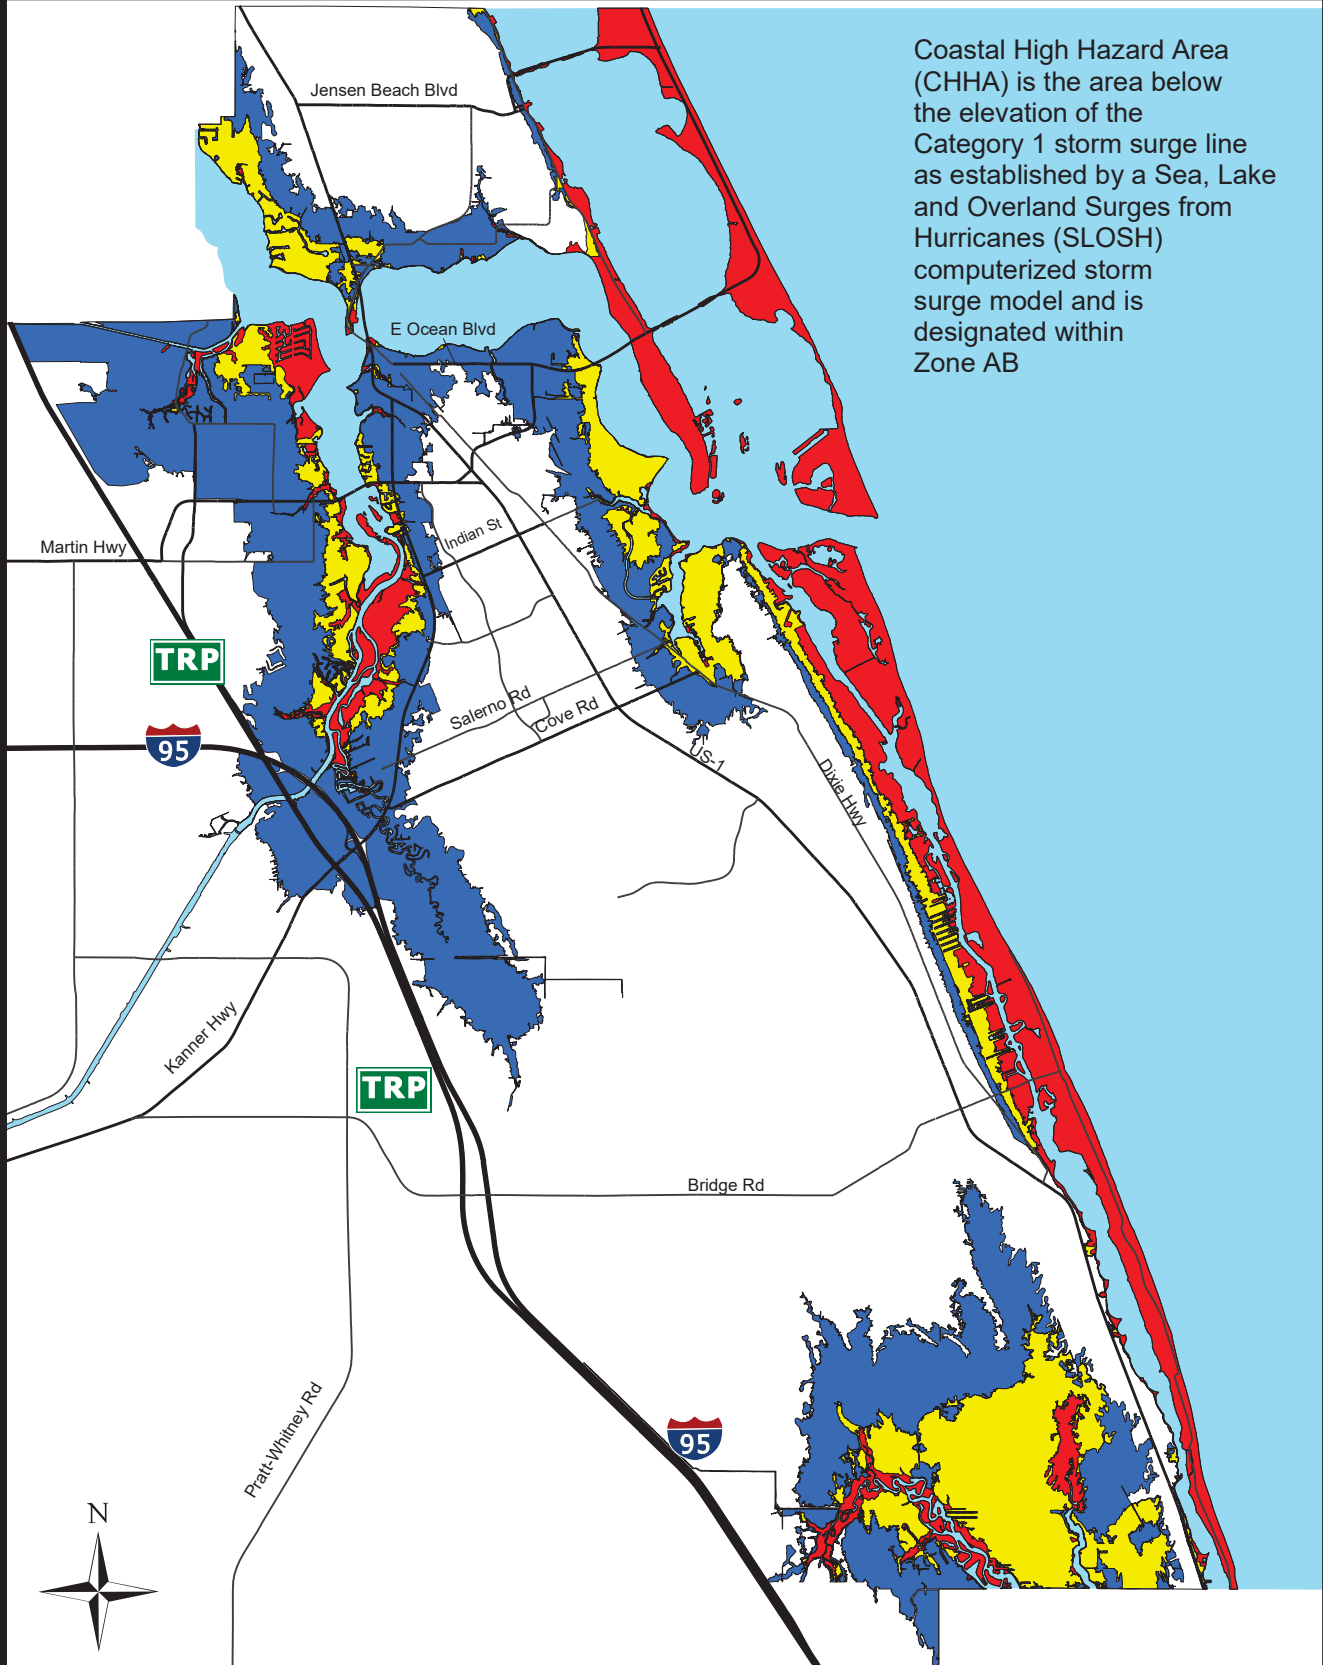 Coastal High Hazard Area
(CHHA) is the area below
the elevation of the
Category 1 storm surge line
as established by a Sea, Lake
and Overland Surges from
Hurricanes (SLOSH)
computerized storm
surge model and is
designated within
Zone AB
Jensen Beach Blvd
E Ocean Blvd
Indian St
Martin Hwy
TRP
95
Salerno Rd
Cove Rd
US-1
Dixie Hwy
Kanner Hwy
TRP
Bridge Rd
Pratt-Whitney Rd
95
N